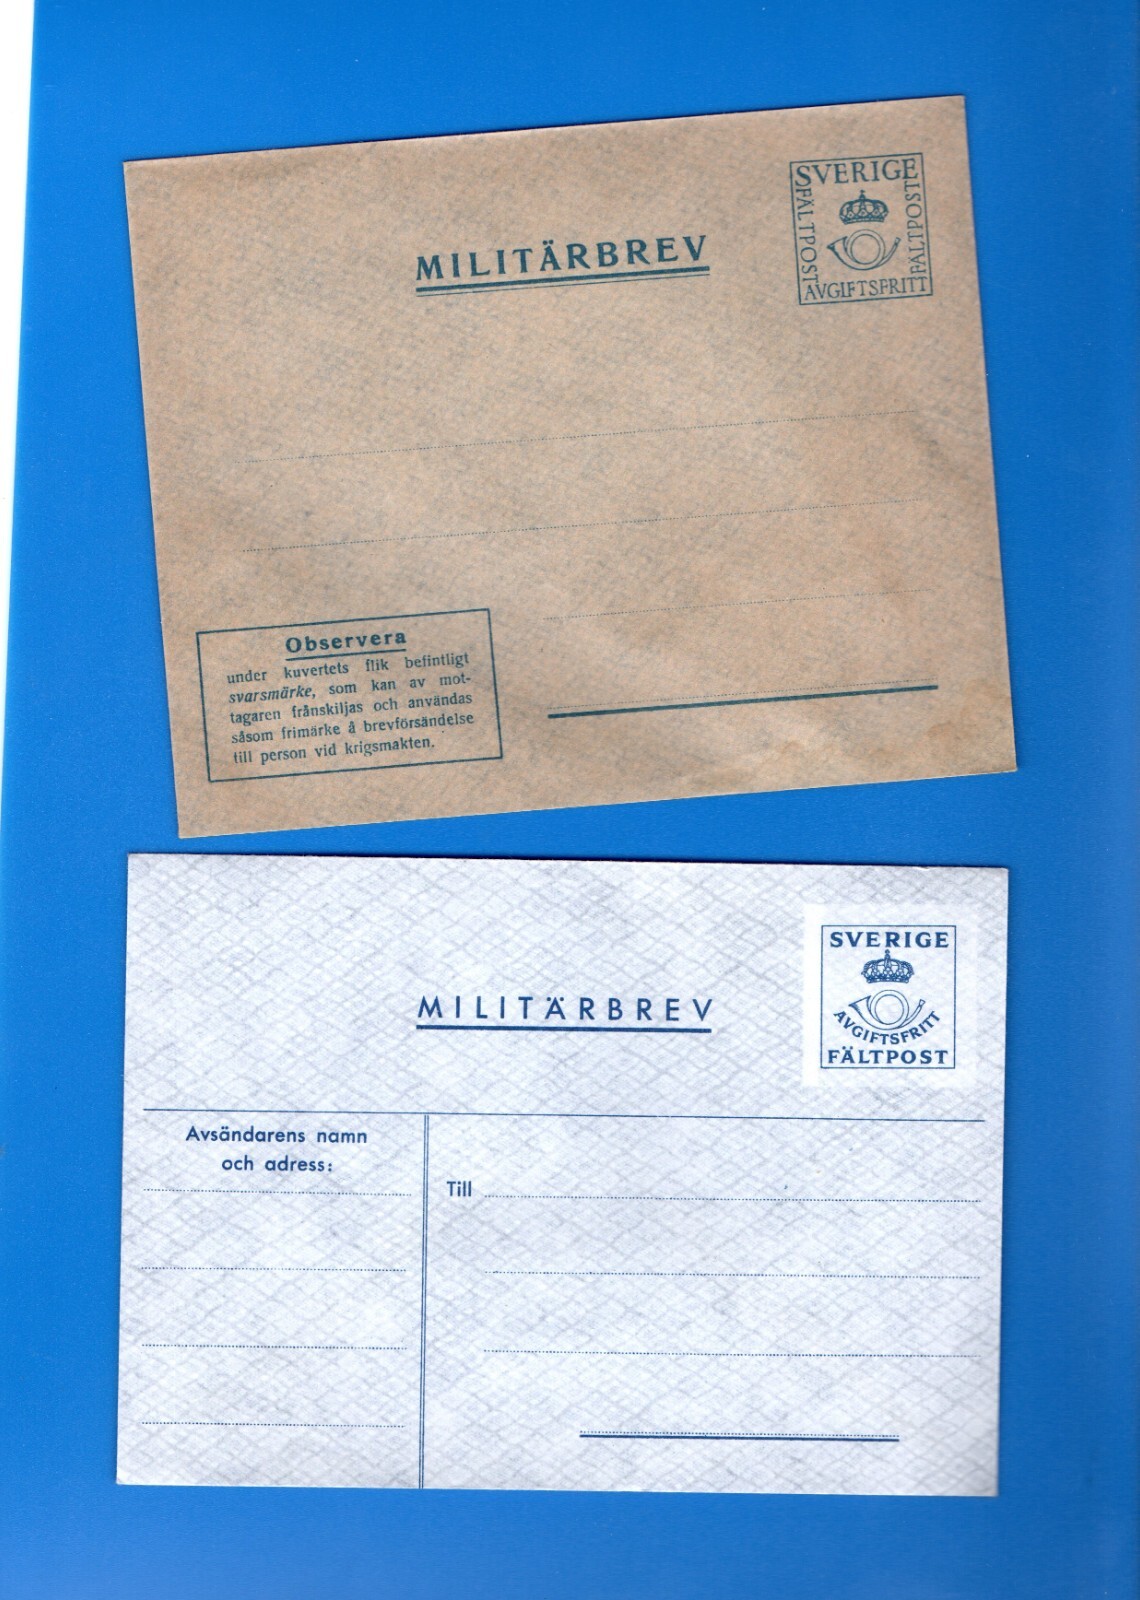 MILITÄRBREV
SVERIGE
FÄLTPOST
FÄLTPOST
AVGIFTSFRITT
Observera
under kuvertets flik befintligt
svarsmärke, som kan av mot-
tagaren frånskiljas och användas
såsom frimärke å brevförsändelse
till person vid krigsmakten.
MILITÄRBREV
SVERIGE
AVGIFTSFRITT
FÄLTPOST
Avsändarens namn
och adress:
Till